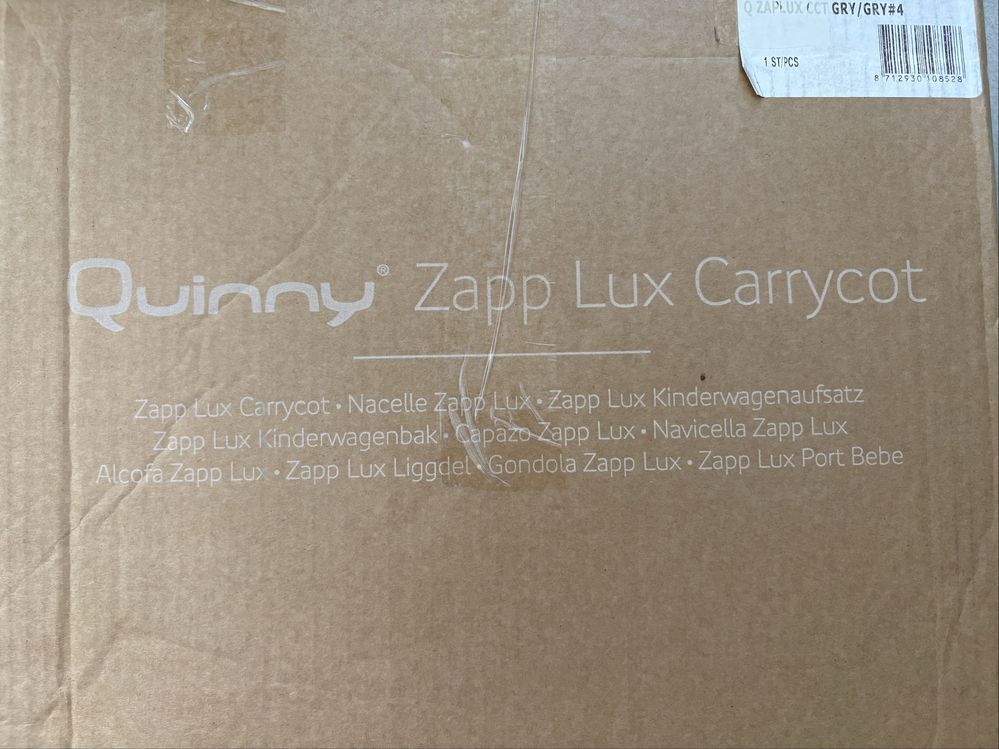 Q ZAPLUX CCT GRY/GRY#4
1 ST/PCS
8 712930 108528
Quinny® Zapp Lux Carrycot
Zapp Lux Carrycot • Nacelle Zapp Lux • Zapp Lux Kinderwagenaufsatz
Zapp Lux Kinderwagenbak • Capazo Zapp Lux • Navicella Zapp Lux
Alcofa Zapp Lux • Zapp Lux Liggdel • Gondola Zapp Lux • Zapp Lux Port Bebe